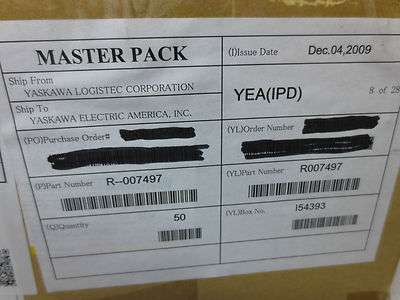 MASTER PACK
(I)Issue Date Dec.04,2009
Ship From
YASKAWA LOGISTEC CORPORATION
YEA(IPD) 8 of 28
Ship To
YASKAWA ELECTRIC AMERICA, INC.
(PO)Purchase Order#
(YL)Order Number
(P)Part Number R--007497
(YL)Part Number R007497
(Q)Quantity 50
(YL)Box No. I54393